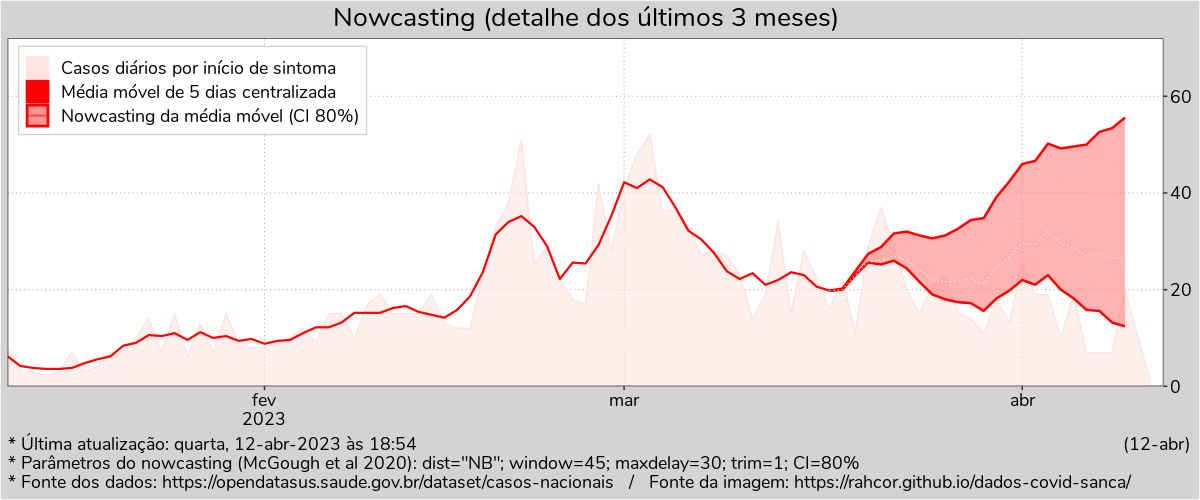 Nowcasting (detalhe dos últimos 3 meses)
Casos diários por início de sintoma
Média móvel de 5 dias centralizada
Nowcasting da média móvel (CI 80%)
60
40
20
0
fev
2023
mar
abr
* Última atualização: quarta, 12-abr-2023 às 18:54
(12-abr)
* Parâmetros do nowcasting (McGough et al 2020): dist="NB"; window=45; maxdelay=30; trim=1; CI=80%
* Fonte dos dados: https://opendatasus.saude.gov.br/dataset/casos-nacionais / Fonte da imagem: https://rahcor.github.io/dados-covid-sanca/